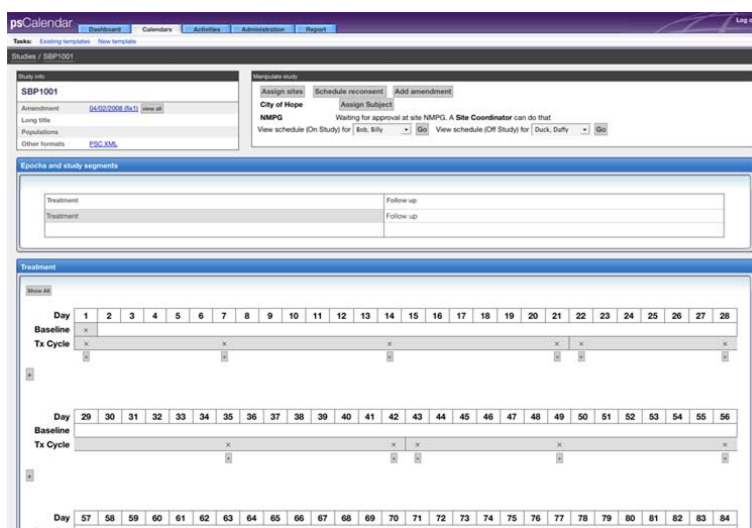 psCalendar
Log o
Dashboard Calendars Activities Administration Report
Tasks: Existing templates New template
Studies / SBP1001
Study info
SBP1001
Amendment 04/02/2008 (fix1) view all
Long title
Populations
Other formats PSC XML
Manipulate study
Assign sites Schedule reconsent Add amendment
City of Hope Assign Subject
NMPG Waiting for approval at site NMPG. A Site Coordinator can do that
View schedule (On Study) for Bob, Billy Go View schedule (Off Study) for Duck, Daffy Go
Epochs and study segments
Treatment Follow up
Treatment Follow up
Treatment
Show All
Day 1 2 3 4 5 6 7 8 9 10 11 12 13 14 15 16 17 18 19 20 21 22 23 24 25 26 27 28
Baseline ×
Tx Cycle × × × × × ×
Day 29 30 31 32 33 34 35 36 37 38 39 40 41 42 43 44 45 46 47 48 49 50 51 52 53 54 55 56
Baseline
Tx Cycle × × × × ×
Day 57 58 59 60 61 62 63 64 65 66 67 68 69 70 71 72 73 74 75 76 77 78 79 80 81 82 83 84